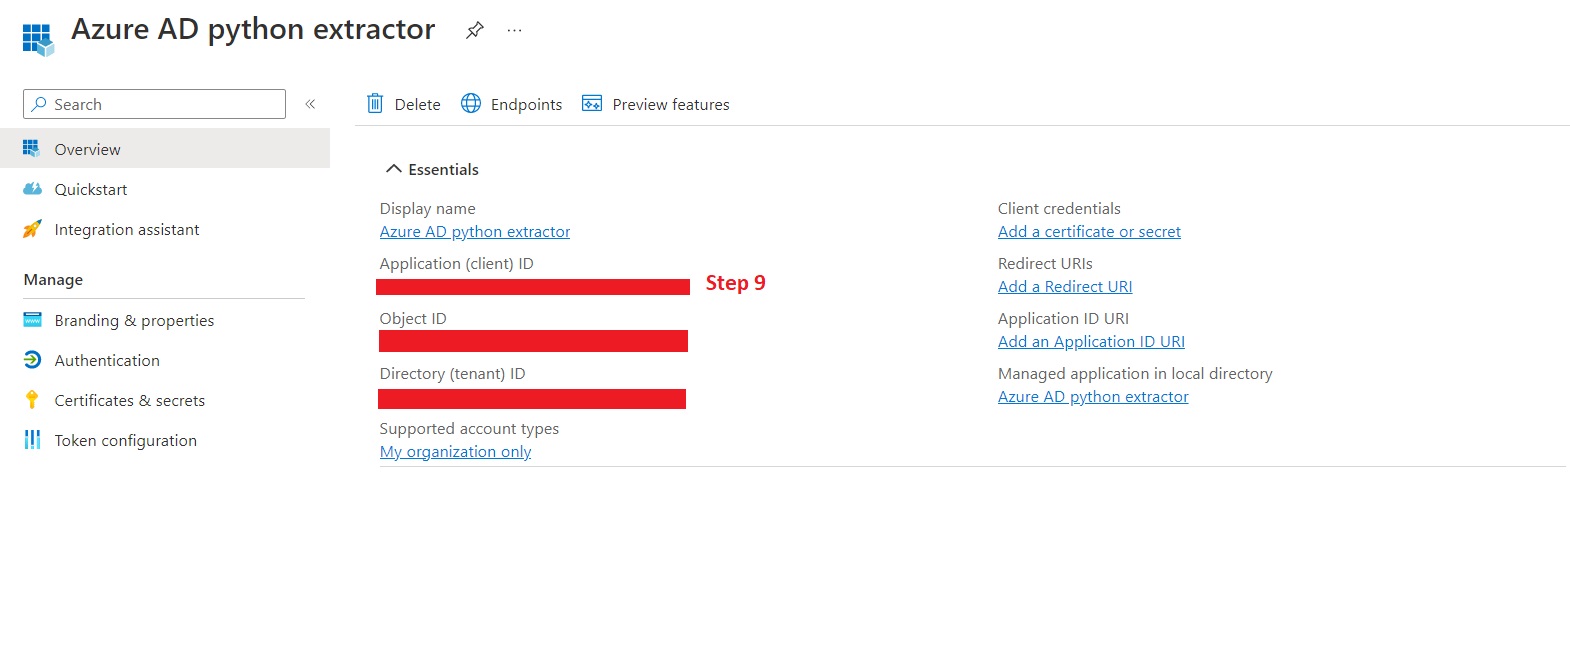 Azure AD python extractor
Search
Overview
Quickstart
Integration assistant
Manage
Branding & properties
Authentication
Certificates & secrets
Token configuration
Delete
Endpoints
Preview features
Essentials
Display name
Azure AD python extractor
Application (client) ID
Step 9
Object ID
Directory (tenant) ID
Supported account types
My organization only
Client credentials
Add a certificate or secret
Redirect URIs
Add a Redirect URI
Application ID URI
Add an Application ID URI
Managed application in local directory
Azure AD python extractor